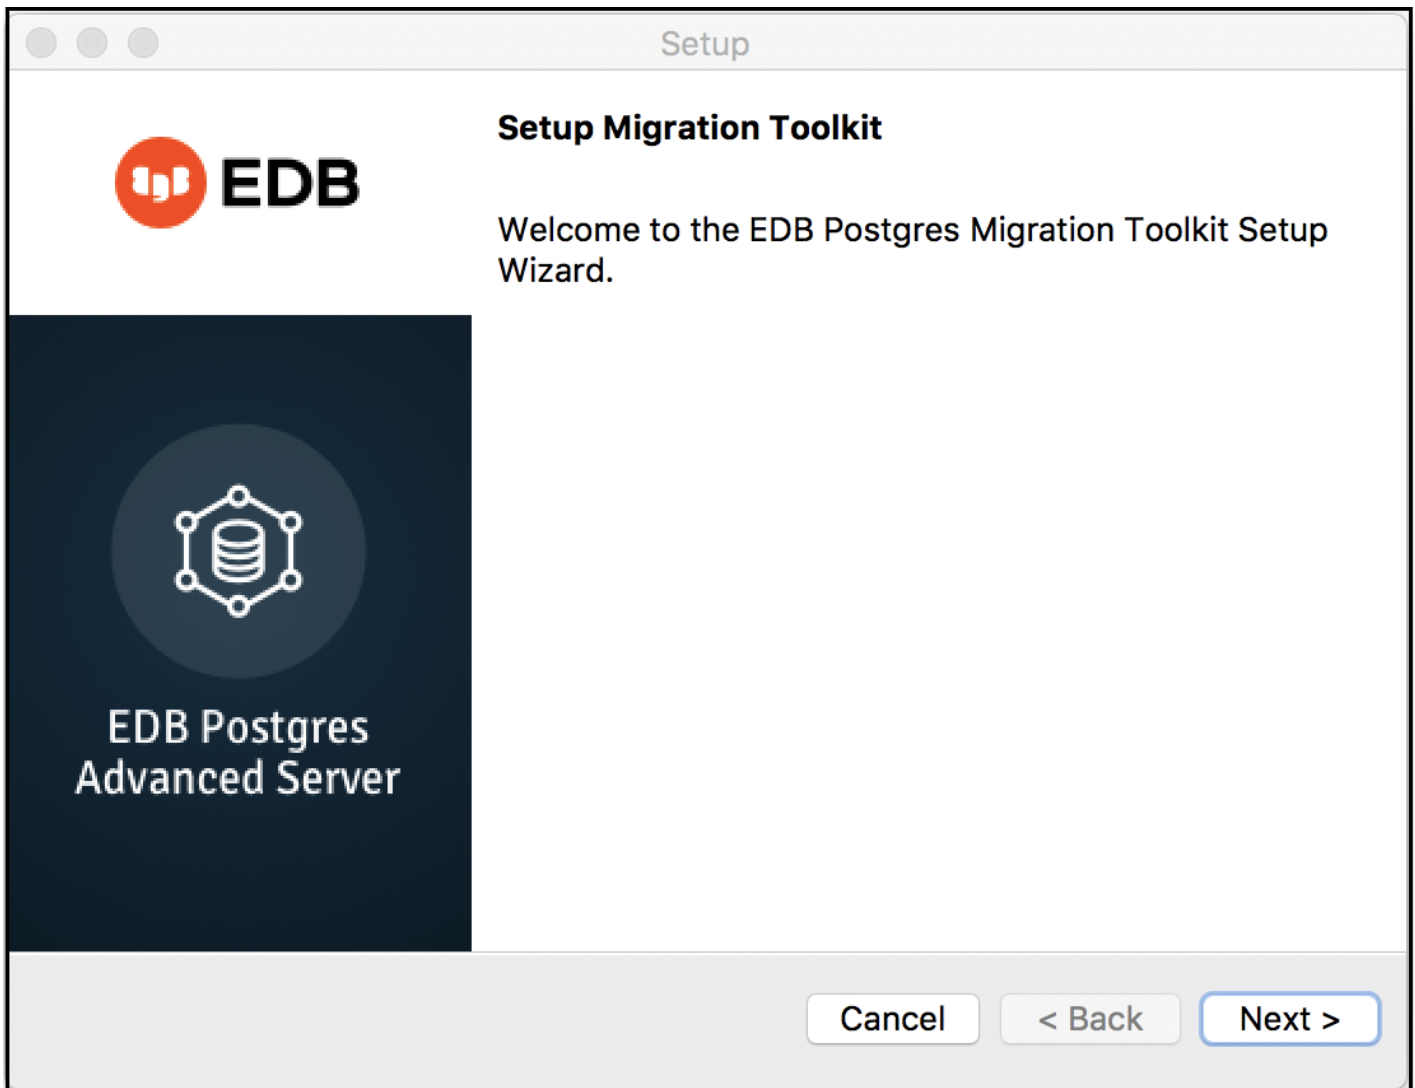 Setup
EDB
Setup Migration Toolkit
Welcome to the EDB Postgres Migration Toolkit Setup
Wizard.
EDB Postgres
Advanced Server
Cancel
< Back
Next >